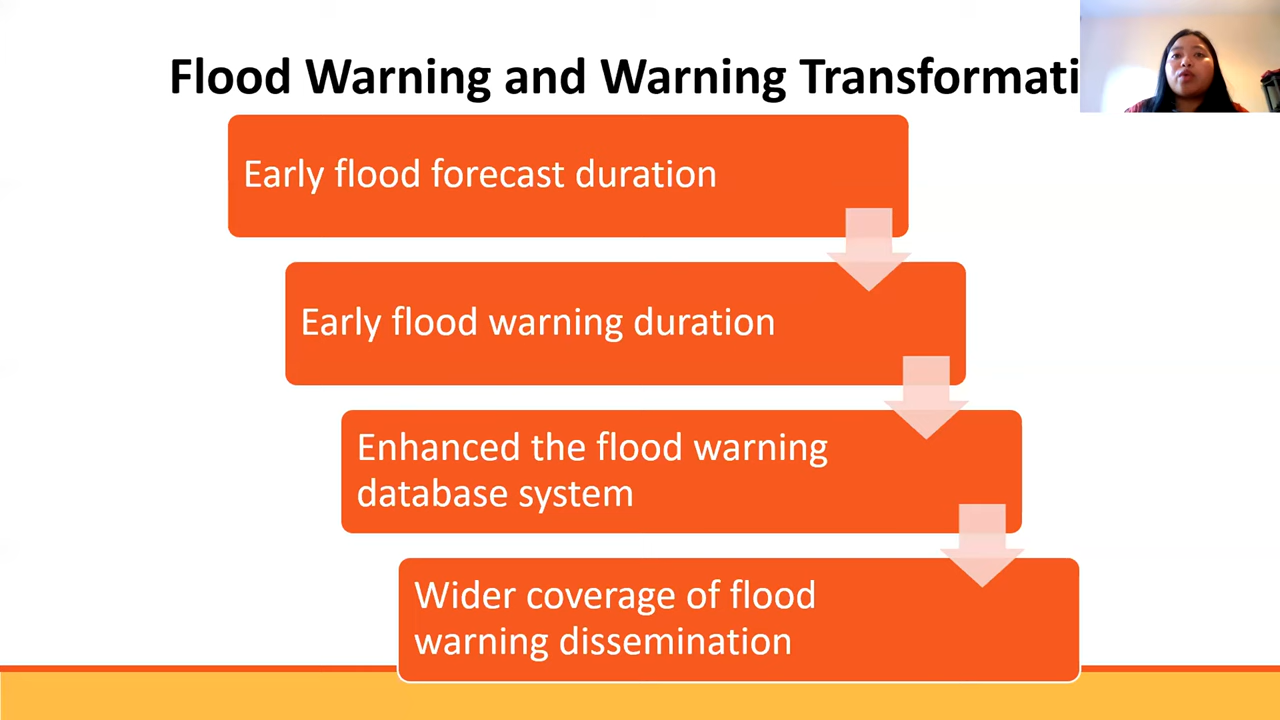 Flood Warning and Warning Transformati
Early flood forecast duration
Early flood warning duration
Enhanced the flood warning
database system
Wider coverage of flood
warning dissemination